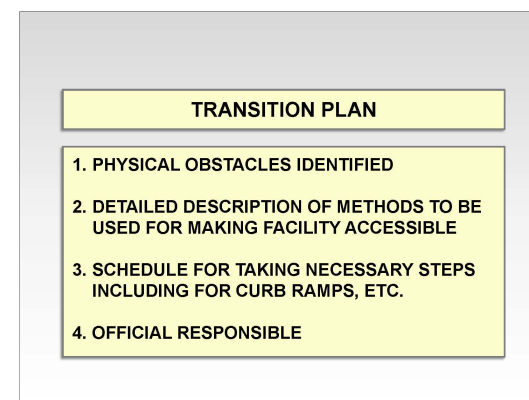 TRANSITION PLAN
1. PHYSICAL OBSTACLES IDENTIFIED
2. DETAILED DESCRIPTION OF METHODS TO BE
USED FOR MAKING FACILITY ACCESSIBLE
3. SCHEDULE FOR TAKING NECESSARY STEPS
INCLUDING FOR CURB RAMPS, ETC.
4. OFFICIAL RESPONSIBLE